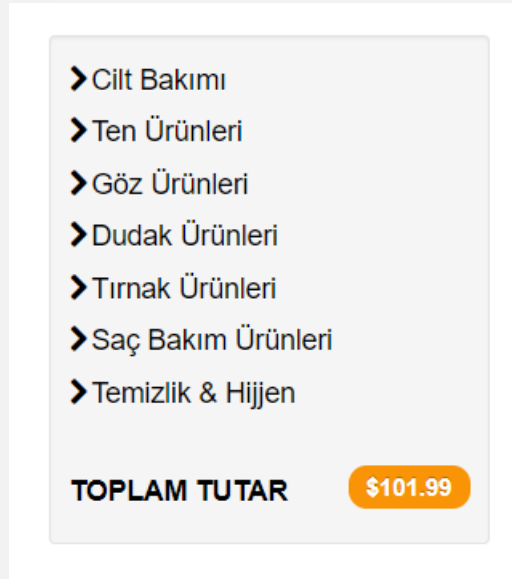 Cilt Bakımı
Ten Ürünleri
Göz Ürünleri
Dudak Ürünleri
Tırnak Ürünleri
Saç Bakım Ürünleri
Temizlik & Hijjen
TOPLAM TUTAR $101.99